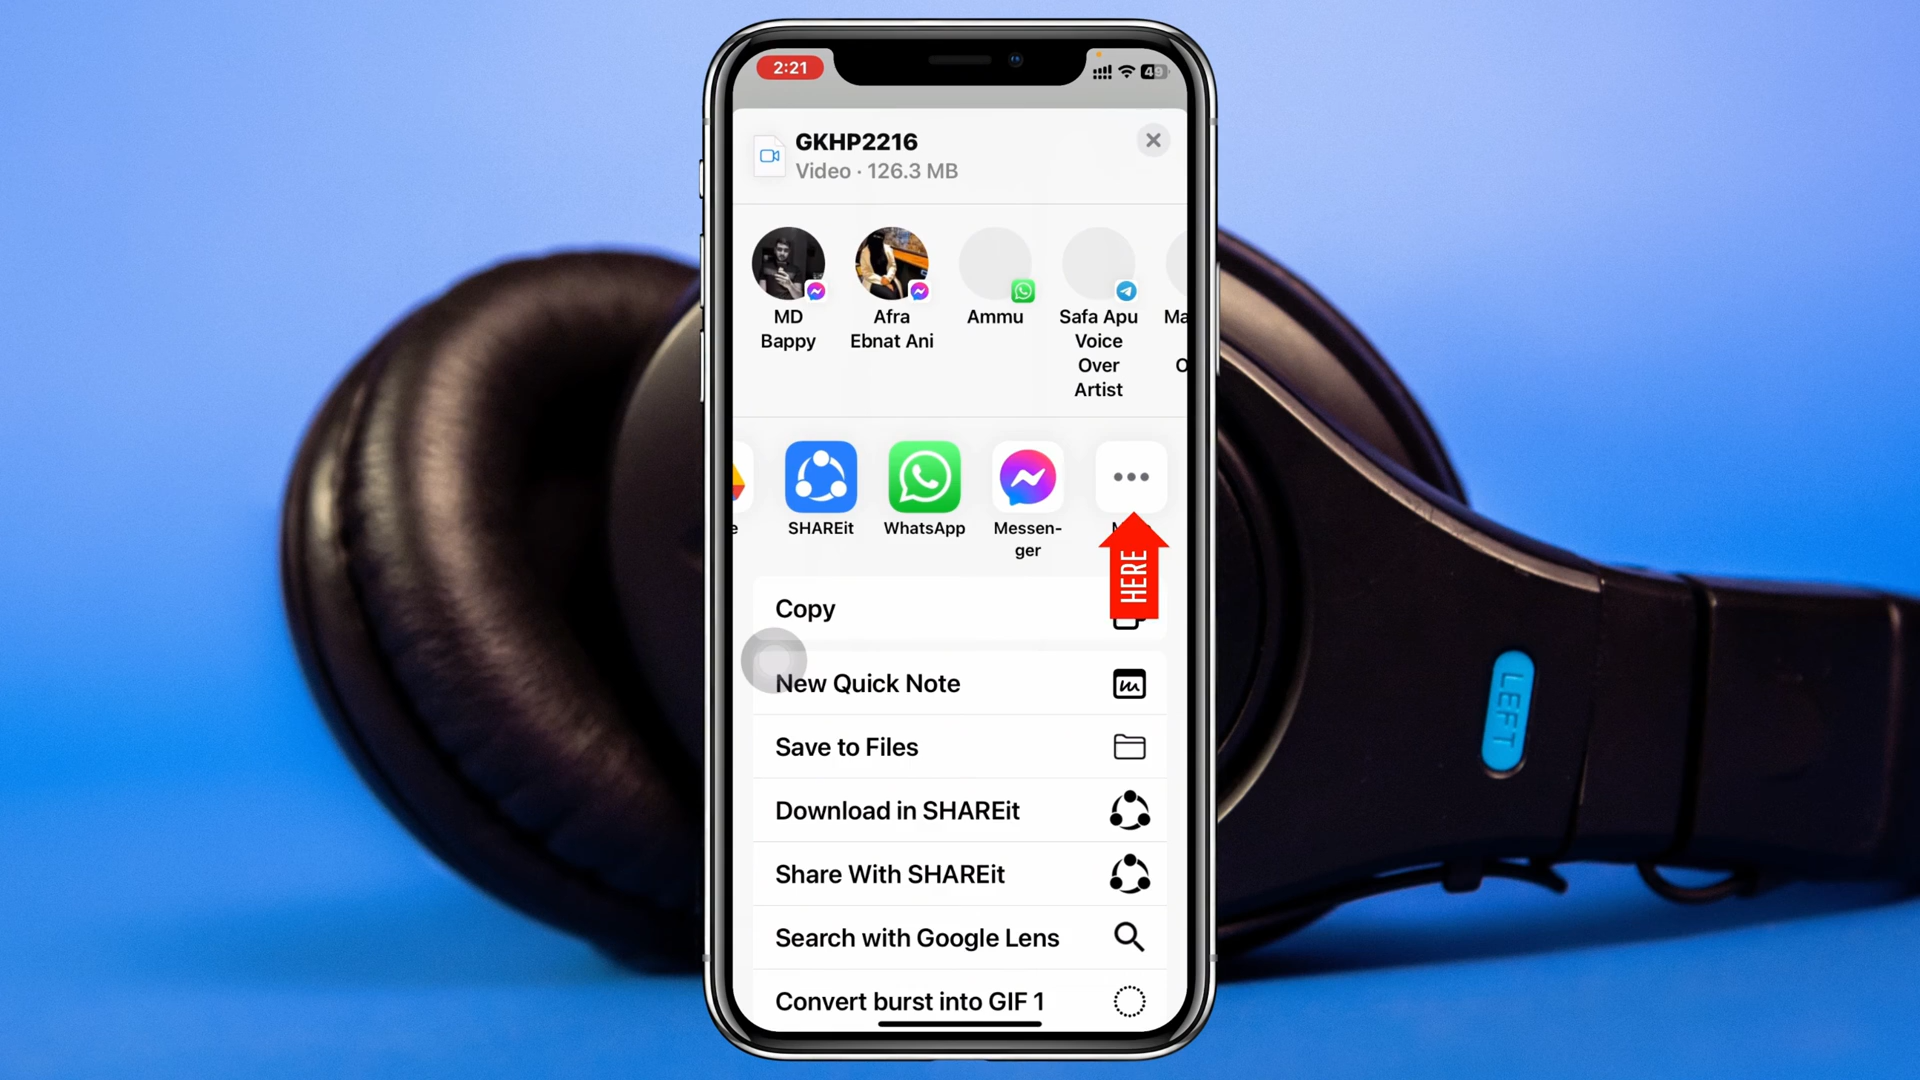 2:21
49
GKHP2216
Video · 126.3 MB
MD
Bappy
Afra
Ebnat Ani
Ammu
Safa Apu
Voice
Over
Artist
Ma
O
e
SHAREit
WhatsApp
Messen-
ger
HERE
Copy
New Quick Note
Save to Files
Download in SHAREit
Share With SHAREit
Search with Google Lens
Convert burst into GIF 1
LEFT